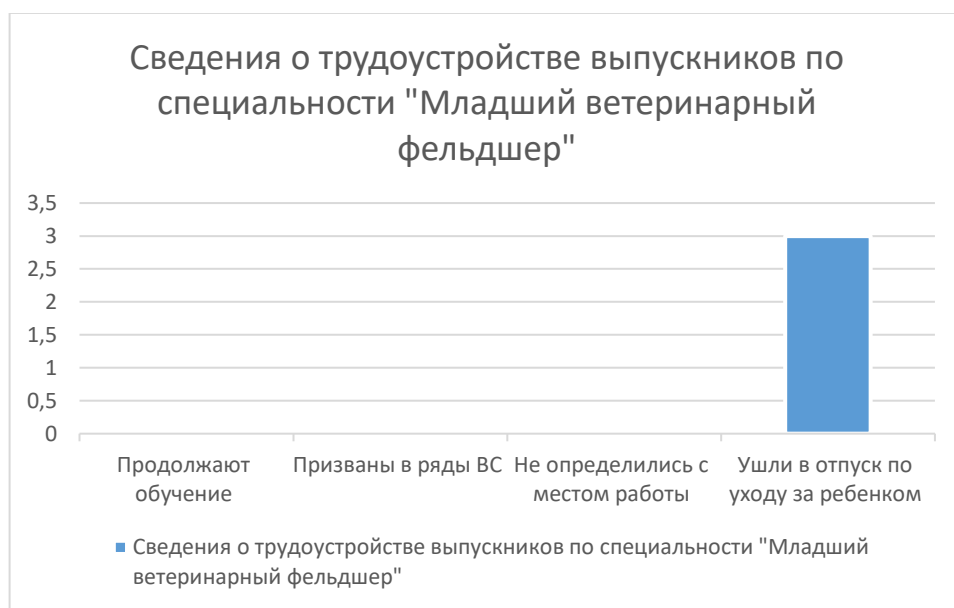 Сведения о трудоустройстве выпускников по
специальности "Младший ветеринарный
фельдшер"
3,5
3
2,5
2
1,5
1
0,5
0
Продолжают
обучение
Призваны в ряды ВС
Не определились с
местом работы
Ушли в отпуск по
уходу за ребенком
Сведения о трудоустройстве выпускников по специальности "Младший
ветеринарный фельдшер"